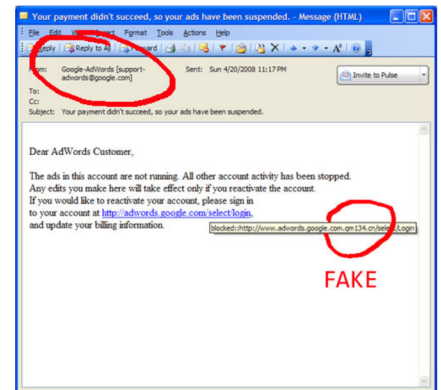 Your payment didn't succeed, so your ads have been suspended. - Message (HTML)
File Edit View Insert Format Tools Actions Help
Reply Reply to All Forward
From: Google-AdWords [support-adwords@google.com] Sent: Sun 4/20/2008 11:17 PM
Invite to Pulse
To:
Cc:
Subject: Your payment didn't succeed, so your ads have been suspended.
Dear AdWords Customer,
The ads in this account are not running. All other account activity has been stopped.
Any edits you make here will take effect only if you reactivate the account.
If you would like to reactivate your account, please sign in
to your account at http://adwords.google.com/select/login,
and update your billing information.
blocked::http://www.adwords.google.com.qm134.cn/select/Login
FAKE